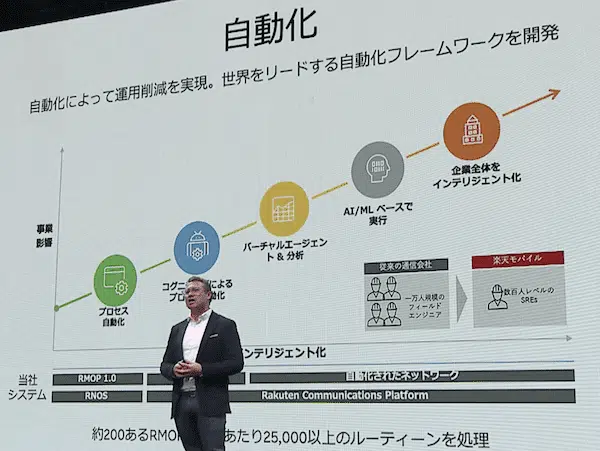 自動化
自動化によって運用削減を実現。世界をリードする自動化フレームワークを開発
事業
影響
プロセス
自動化
コグニ による
プロ 動化
バーチャルエージェン
ト & 分析
AI/ML ベースで
実行
企業全体を
インテリジェント化
従来の通信会社
一万人規模の
フィールド
エンジニア
楽天モバイル
数百人レベルの
SREs
インテリジェント化
当社
システム
RMOP 1.0
自動化されたネットワーク
RNOS
Rakuten Communications Platform
約200あるRMO あたり25,000以上のルーティーンを処理